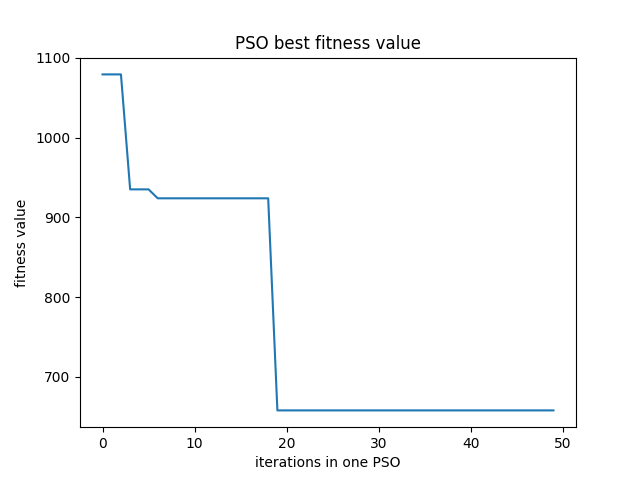 PSO best fitness value
1100
1000
900
800
700
fitness value
0 10 20 30 40 50
iterations in one PSO